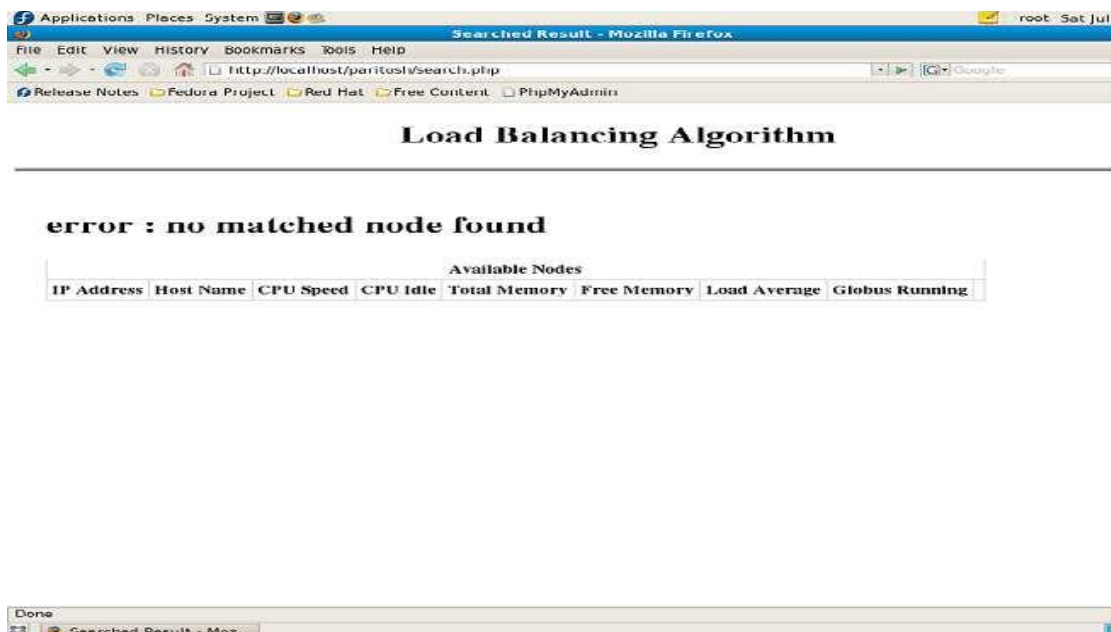 Applications Places System root Sat Jul
Searched Result - Mozilla Firefox
File Edit View History Bookmarks Tools Help
http://localhost/paritosh/search.php Google
Release Notes Fedora Project Red Hat Free Content PhpMyAdmin
Load Balancing Algorithm
error : no matched node found
Available Nodes
IP Address Host Name CPU Speed CPU Idle Total Memory Free Memory Load Average Globus Running
Done
Searched Result - Moz...